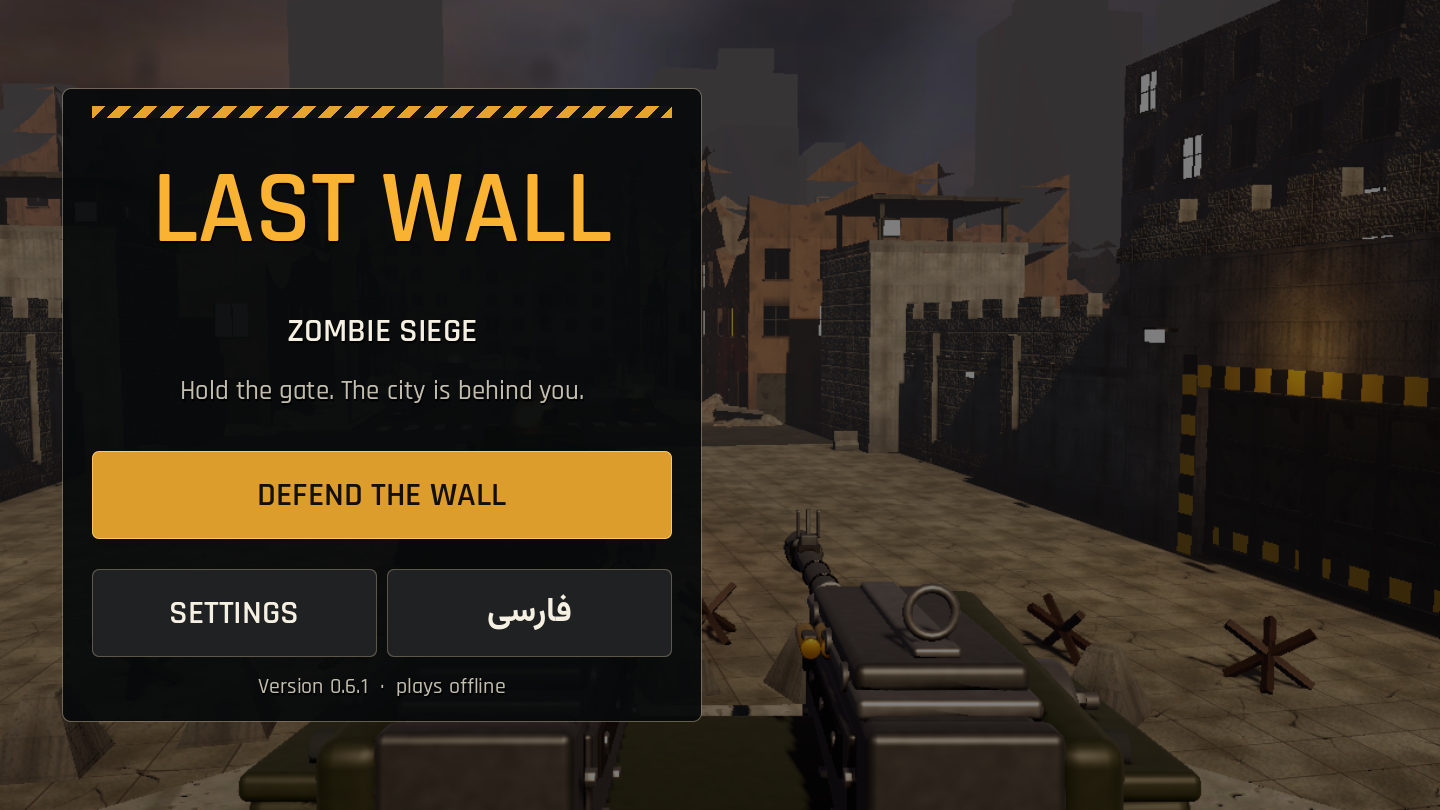 LAST WALL
ZOMBIE SIEGE
Hold the gate. The city is behind you.
DEFEND THE WALL
SETTINGS
فارسی
Version 0.6.1 · plays offline